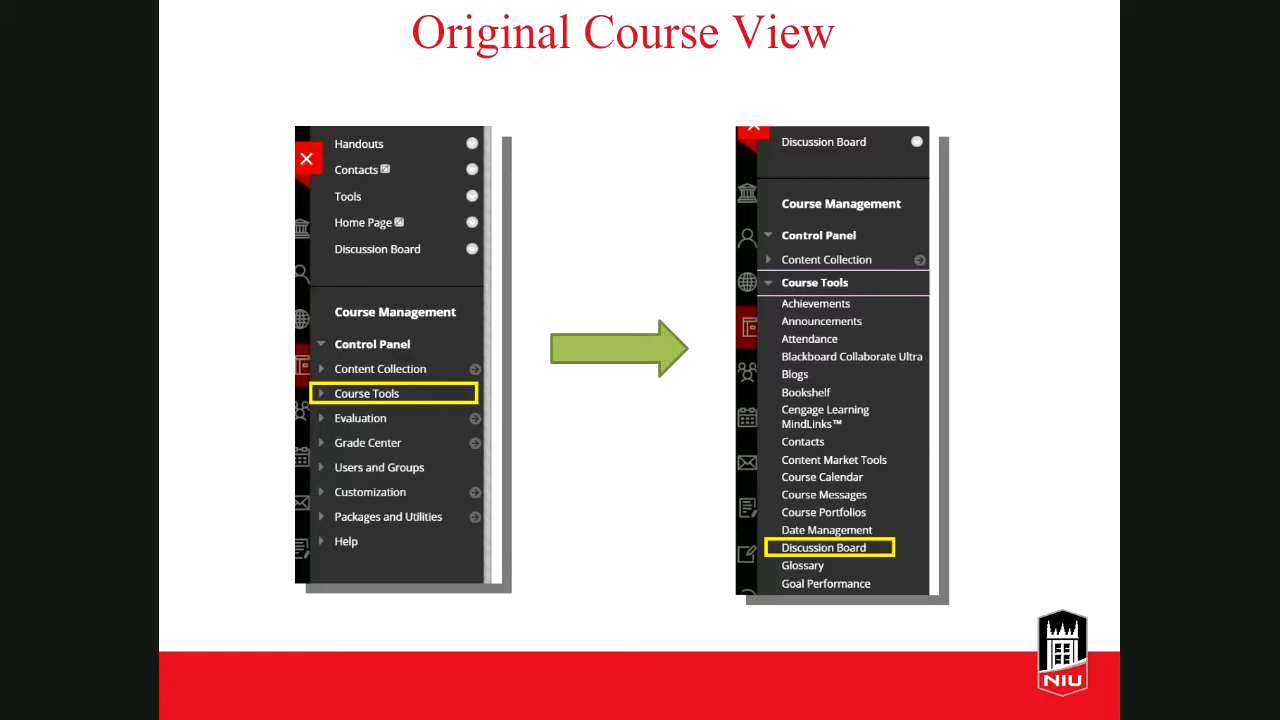 Original Course View
Handouts
Contacts
Tools
Home Page
Discussion Board
Course Management
Control Panel
Content Collection
Course Tools
Evaluation
Grade Center
Users and Groups
Customization
Packages and Utilities
Help
Discussion Board
Course Management
Control Panel
Content Collection
Course Tools
Achievements
Announcements
Attendance
Blackboard Collaborate Ultra
Blogs
Bookshelf
Cengage Learning
MindLinks™
Contacts
Content Market Tools
Course Calendar
Course Messages
Course Portfolios
Date Management
Discussion Board
Glossary
Goal Performance
NIU